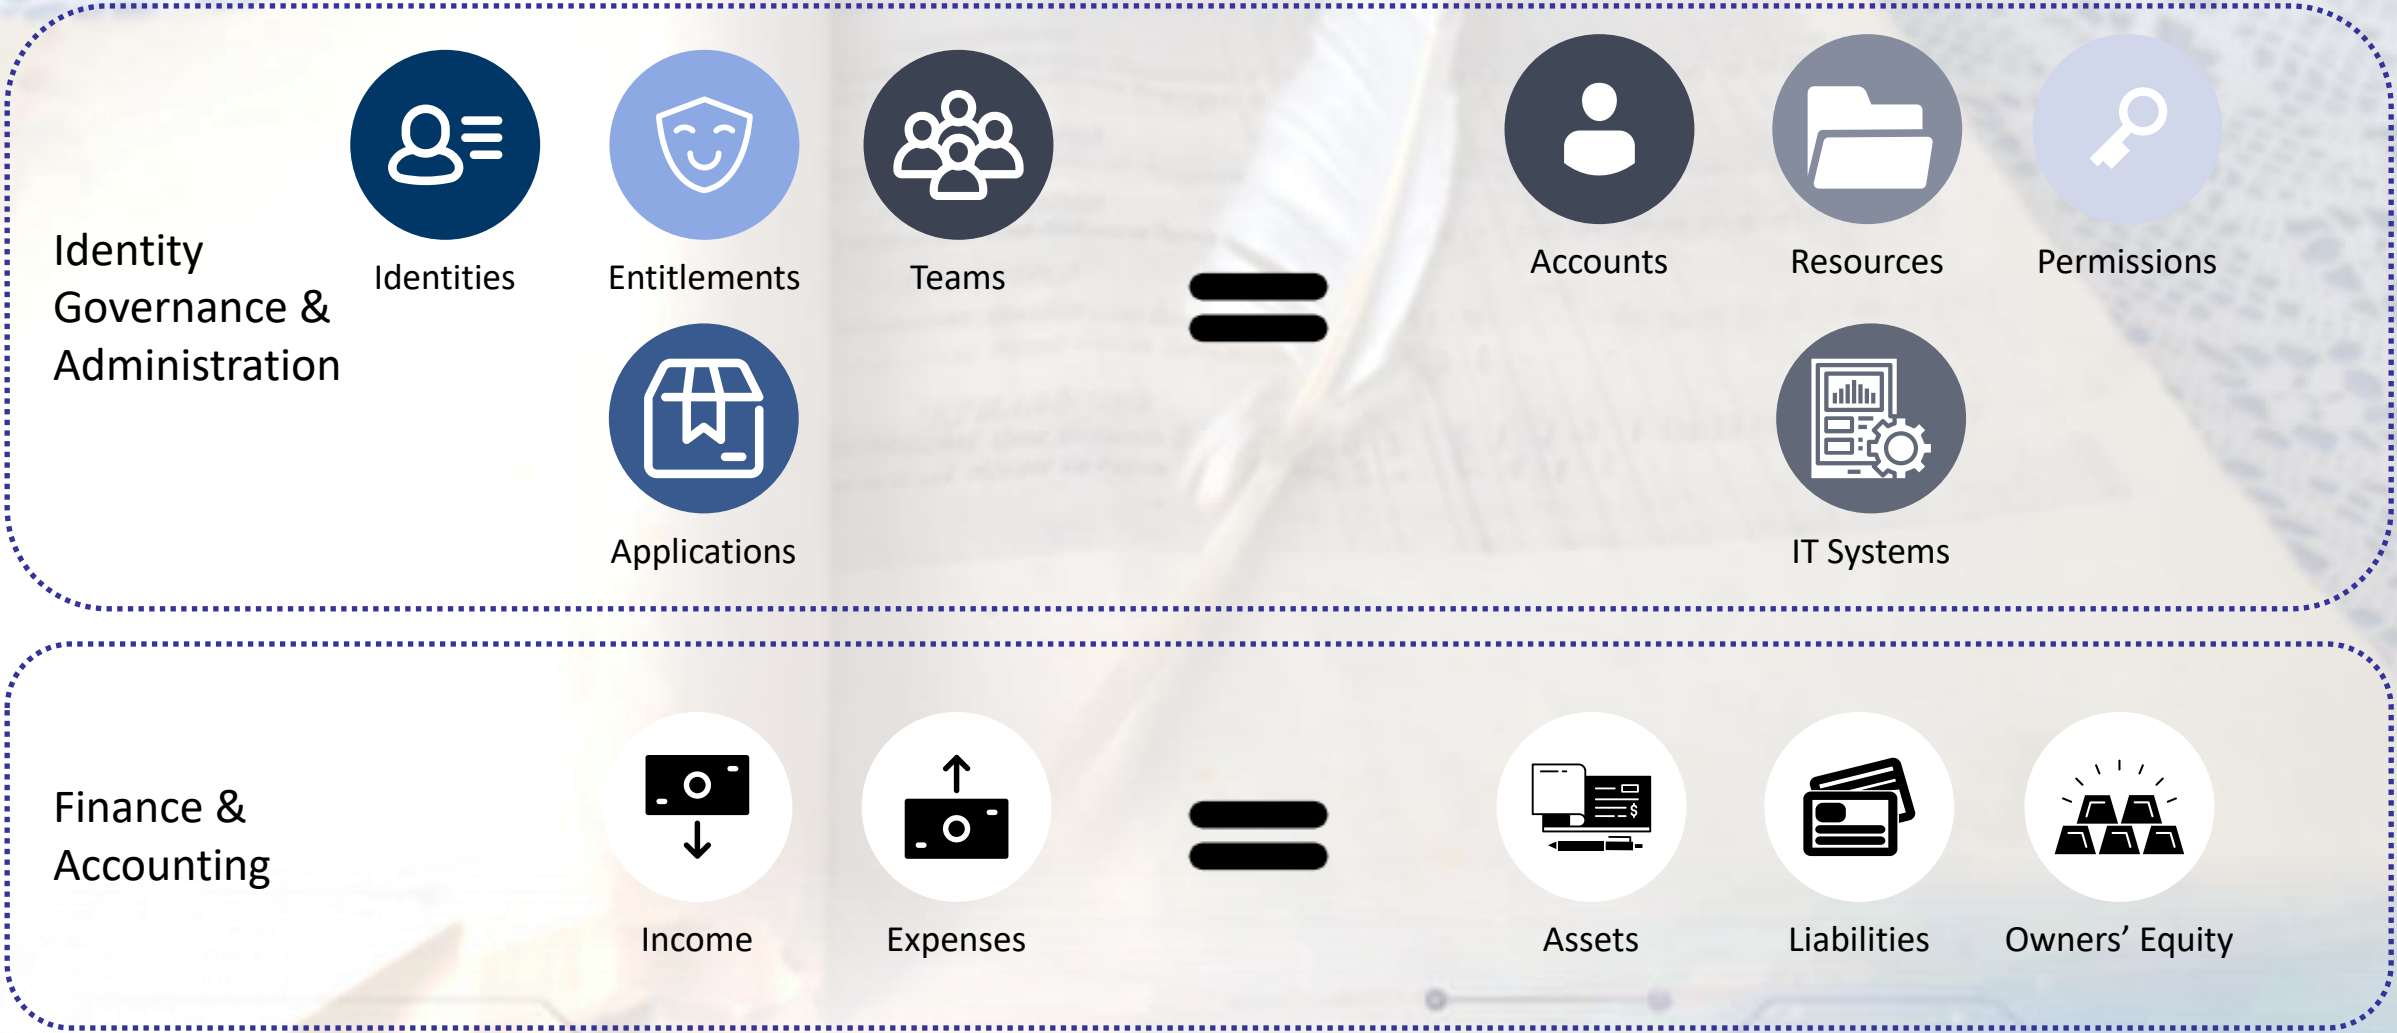 Identity
Governance &
Administration
Identities
Entitlements
Teams
Applications
Accounts
Resources
Permissions
IT Systems
Finance &
Accounting
Income
Expenses
Assets
Liabilities
Owners’ Equity